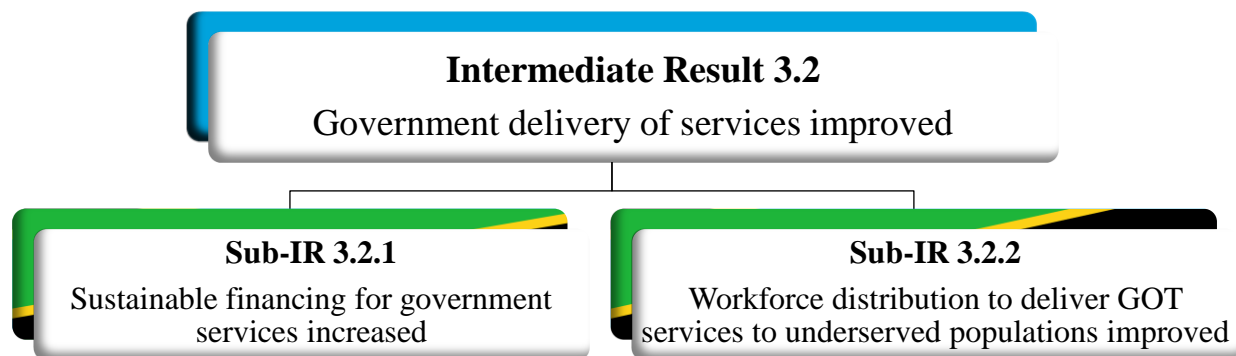 Intermediate Result 3.2
Government delivery of services improved
Sub-IR 3.2.1
Sustainable financing for government
services increased
Sub-IR 3.2.2
Workforce distribution to deliver GOT
services to underserved populations improved